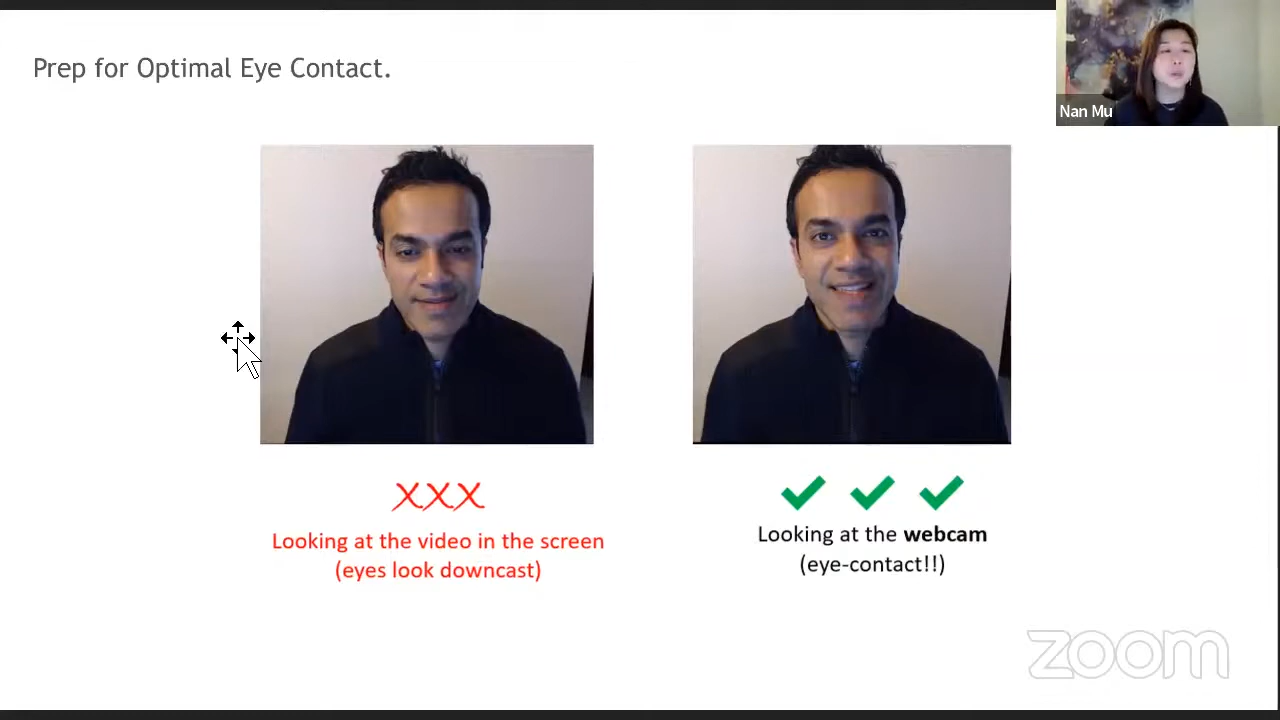 Prep for Optimal Eye Contact.
Nan Mu
XXX
Looking at the video in the screen
(eyes look downcast)
Looking at the webcam
(eye-contact!!)
zoom